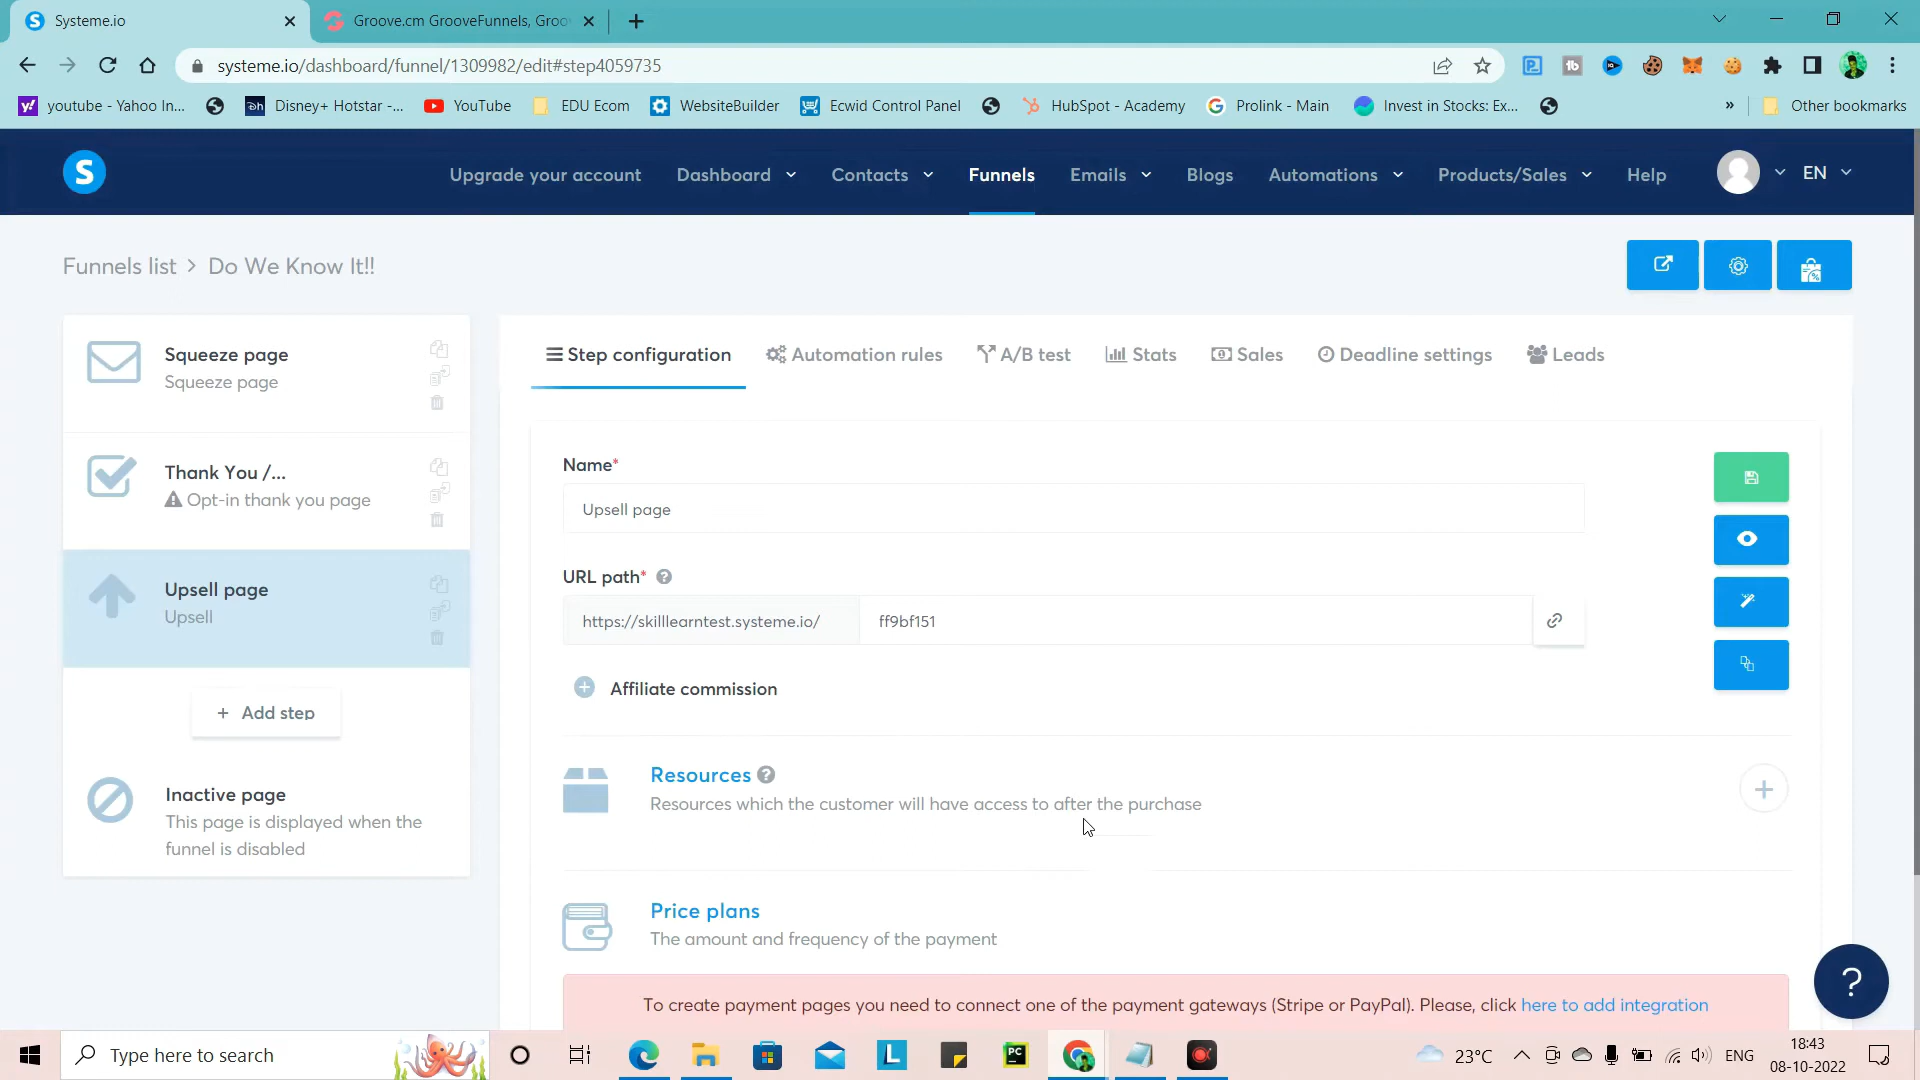 Systeme.io
Groove.cm GrooveFunnels, Groo
systeme.io/dashboard/funnel/1309982/edit#step4059735
youtube - Yahoo In...
Disney+ Hotstar -...
YouTube
EDU Ecom
WebsiteBuilder
Ecwid Control Panel
HubSpot - Academy
Prolink - Main
Invest in Stocks: Ex...
»
Other bookmarks
S
Upgrade your account
Dashboard
Contacts
Funnels
Emails
Blogs
Automations
Products/Sales
Help
EN
Funnels list > Do We Know It!!
Squeeze page
Squeeze page
Thank You /...
Opt-in thank you page
Upsell page
Upsell
+ Add step
Inactive page
This page is displayed when the
funnel is disabled
Step configuration
Automation rules
A/B test
Stats
Sales
Deadline settings
Leads
Name*
Upsell page
URL path* ?
https://skilllearntest.systeme.io/
ff9bf151
Affiliate commission
Resources ?
Resources which the customer will have access to after the purchase
Price plans
The amount and frequency of the payment
To create payment pages you need to connect one of the payment gateways (Stripe or PayPal). Please, click here to add integration
?
Type here to search
L
PC
23°C
ENG
18:43
08-10-2022